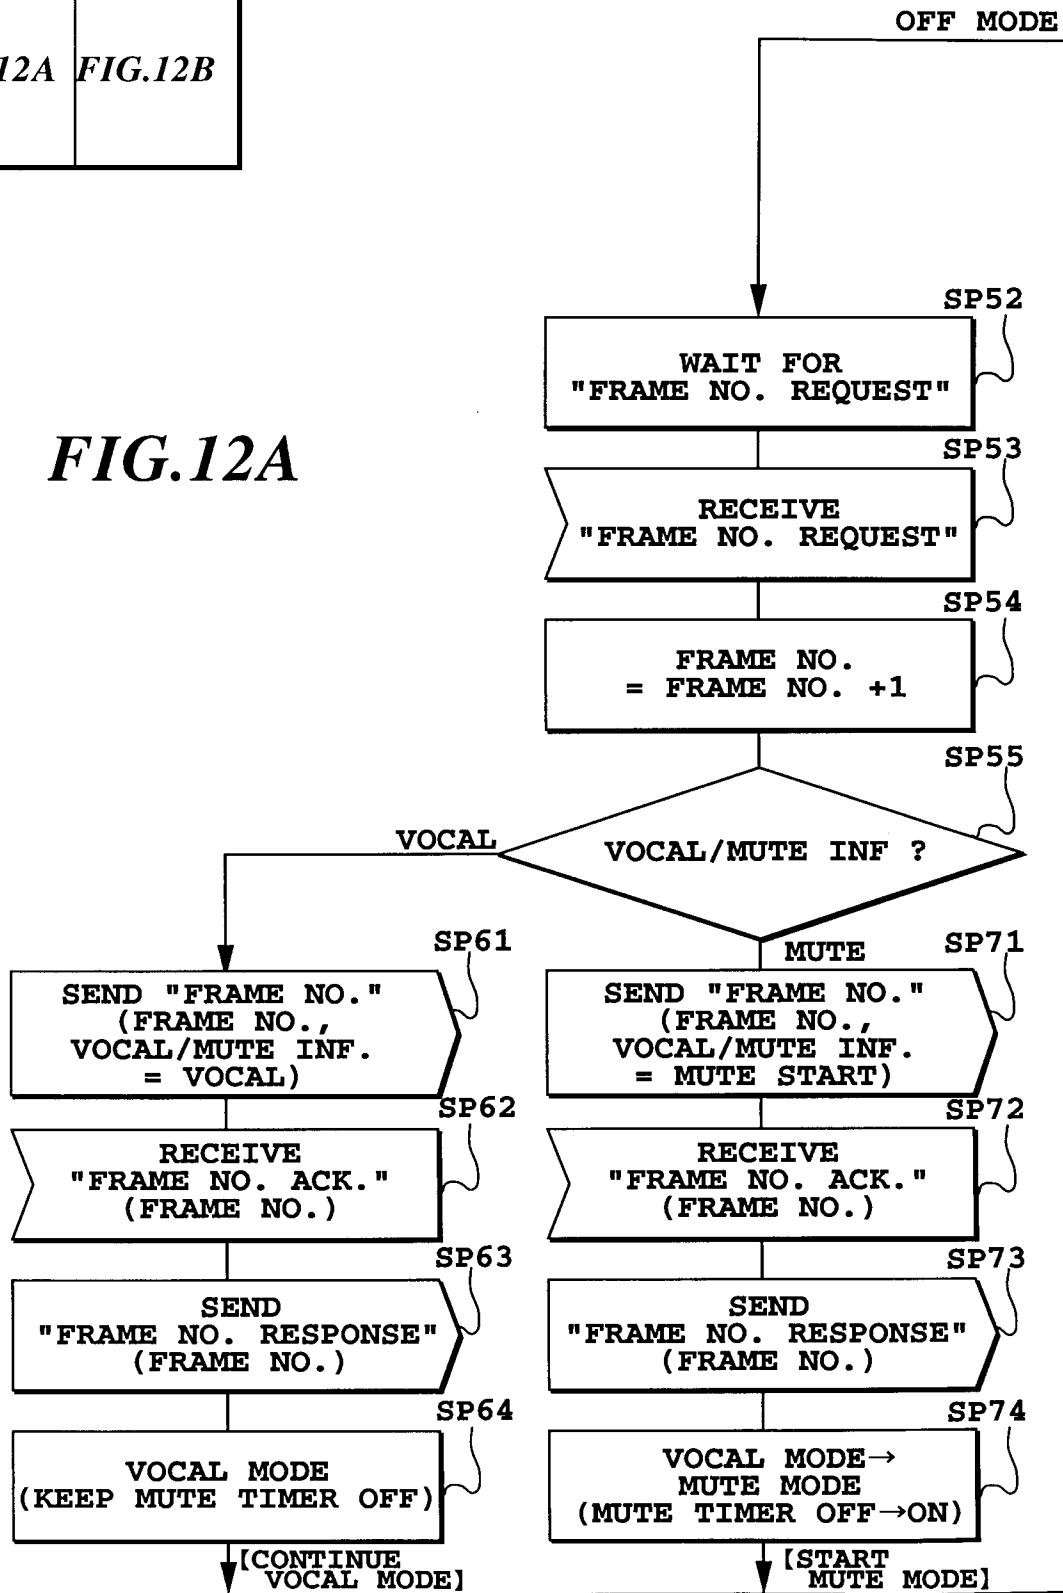 12A FIG.12B
OFF MODE
FIG.12A
SP52
WAIT FOR
"FRAME NO. REQUEST"
SP53
RECEIVE
"FRAME NO. REQUEST"
SP54
FRAME NO.
= FRAME NO. +1
SP55
VOCAL/MUTE INF ?
VOCAL
MUTE
SP61
SEND "FRAME NO."
(FRAME NO.,
VOCAL/MUTE INF.
= VOCAL)
SP62
RECEIVE
"FRAME NO. ACK."
(FRAME NO.)
SP63
SEND
"FRAME NO. RESPONSE"
(FRAME NO.)
SP64
VOCAL MODE
(KEEP MUTE TIMER OFF)
[CONTINUE
VOCAL MODE]
SP71
SEND "FRAME NO."
(FRAME NO.,
VOCAL/MUTE INF.
= MUTE START)
SP72
RECEIVE
"FRAME NO. ACK."
(FRAME NO.)
SP73
SEND
"FRAME NO. RESPONSE"
(FRAME NO.)
SP74
VOCAL MODE→
MUTE MODE
(MUTE TIMER OFF→ON)
[START
MUTE MODE]